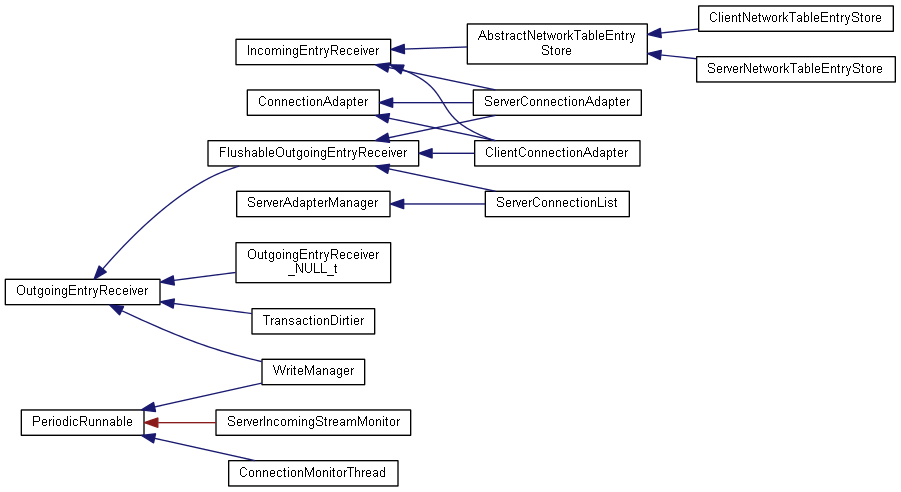 ClientNetworkTableEntryStore
AbstractNetworkTableEntry
Store
IncomingEntryReceiver
ServerNetworkTableEntryStore
ConnectionAdapter
ServerConnectionAdapter
FlushableOutgoingEntryReceiver
ClientConnectionAdapter
ServerAdapterManager
ServerConnectionList
OutgoingEntryReceiver
_NULL_t
OutgoingEntryReceiver
TransactionDirtier
WriteManager
PeriodicRunnable
ServerIncomingStreamMonitor
ConnectionMonitorThread